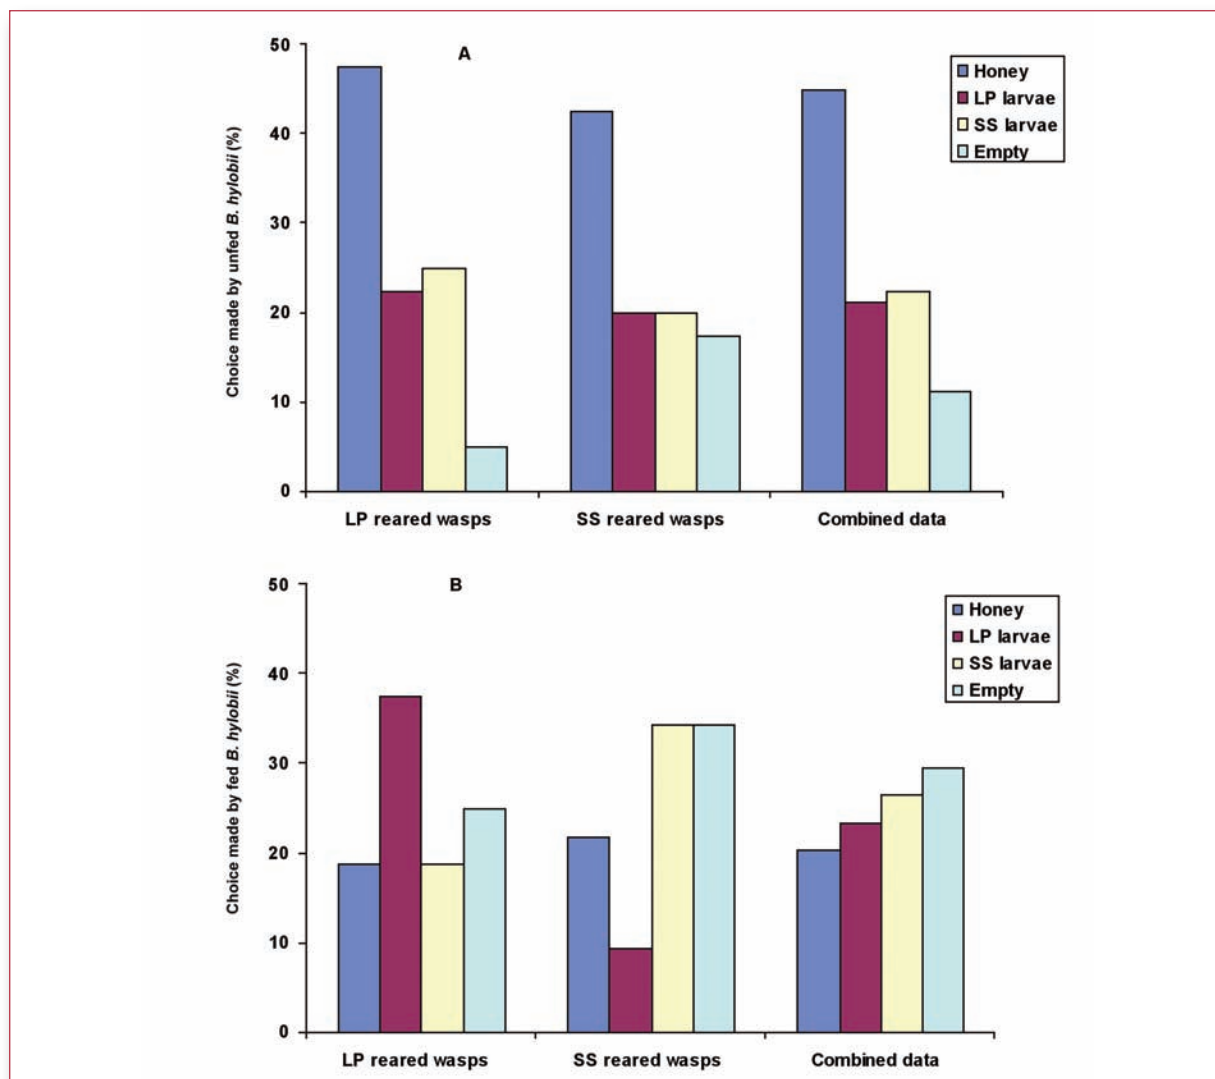 A
Choice made by unfed B. hylobii (%)
50
40
30
20
10
0
Honey
LP larvae
SS larvae
Empty
LP reared wasps
SS reared wasps
Combined data
B
Choice made by fed B. hylobii (%)
50
40
30
20
10
0
Honey
LP larvae
SS larvae
Empty
LP reared wasps
SS reared wasps
Combined data